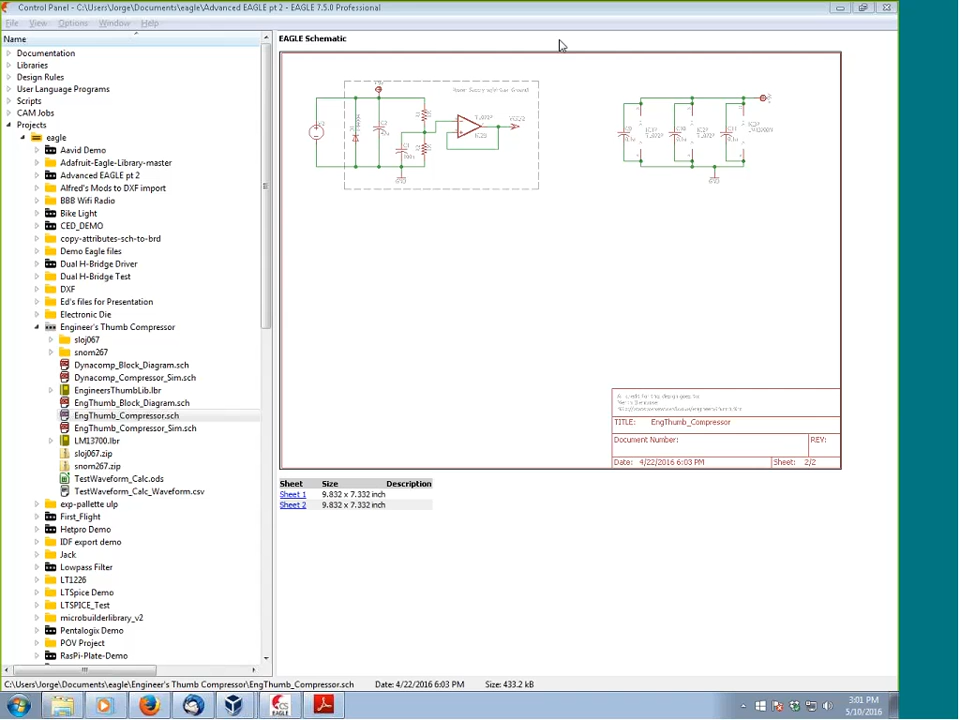 Control Panel - C:\Users\Jorge\Documents\eagle\Advanced EAGLE pt 2 - EAGLE 7.5.0 Professional
File View Options Window Help
Name
Documentation
Libraries
Design Rules
User Language Programs
Scripts
CAM Jobs
Projects
eagle
Aavid Demo
Adafruit-Eagle-Library-master
Advanced EAGLE pt 2
Alfred's Mods to DXF import
BBB Wifi Radio
Bike Light
CED_DEMO
copy-attributes-sch-to-brd
Demo Eagle files
Dual H-Bridge Driver
Dual H-Bridge Test
DXF
Ed's files for Presentation
Electronic Die
Engineer's Thumb Compressor
sloj067
snom267
Dynacomp_Block_Diagram.sch
Dynacomp_Compressor_Sim.sch
EngineersThumbLib.lbr
EngThumb_Block_Diagram.sch
EngThumb_Compressor.sch
EngThumb_Compressor_Sim.sch
LM13700.lbr
sloj067.zip
snom267.zip
TestWaveform_Calc.ods
TestWaveform_Calc_Waveform.csv
exp-pallette ulp
First_Flight
Hetpro Demo
IDF export demo
Jack
Lowpass Filter
LT1226
LTSpice Demo
LTSPICE_Test
microbuilderlibrary_v2
Pentalogix Demo
POV Project
RasPi-Plate-Demo
EAGLE Schematic
TITLE: EngThumb_Compressor
Document Number:
REV:
Date: 4/22/2016 6:03 PM
Sheet: 2/2
Sheet Size Description
Sheet 1 9.832 x 7.332 inch
Sheet 2 9.832 x 7.332 inch
C:\Users\Jorge\Documents\eagle\Engineer's Thumb Compressor\EngThumb_Compressor.sch Date: 4/22/2016 6:03 PM Size: 433.2 kB
CS
EAGLE
3:01 PM
5/10/2016